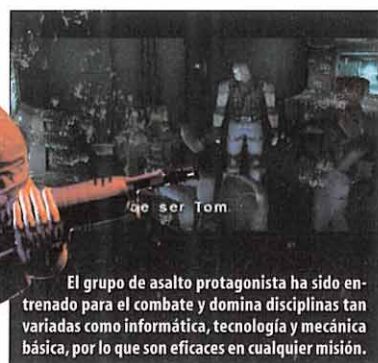 de ser Tom.
El grupo de asalto protagonista ha sido en-
trenado para el combate y domina disciplinas tan
variadas como informática, tecnología y mecánica
básica, por lo que son eficaces en cualquier misión.